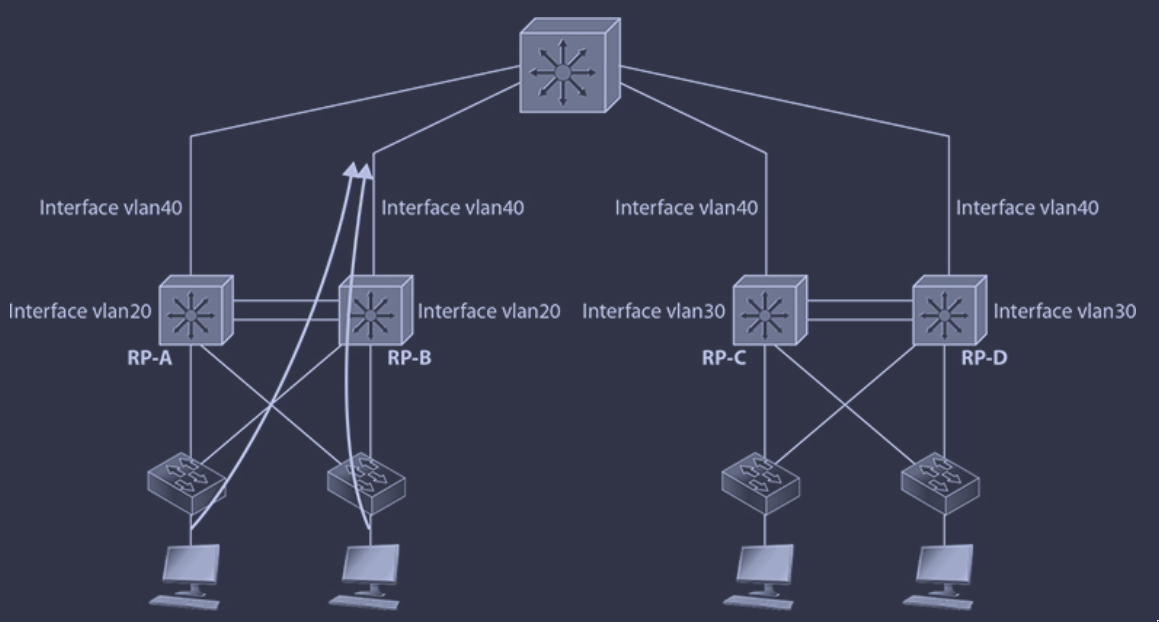 Interface vlan40
Interface vlan40
Interface vlan40
Interface vlan40
Interface vlan20
Interface vlan20
Interface vlan30
Interface vlan30
RP-A
RP-B
RP-C
RP-D